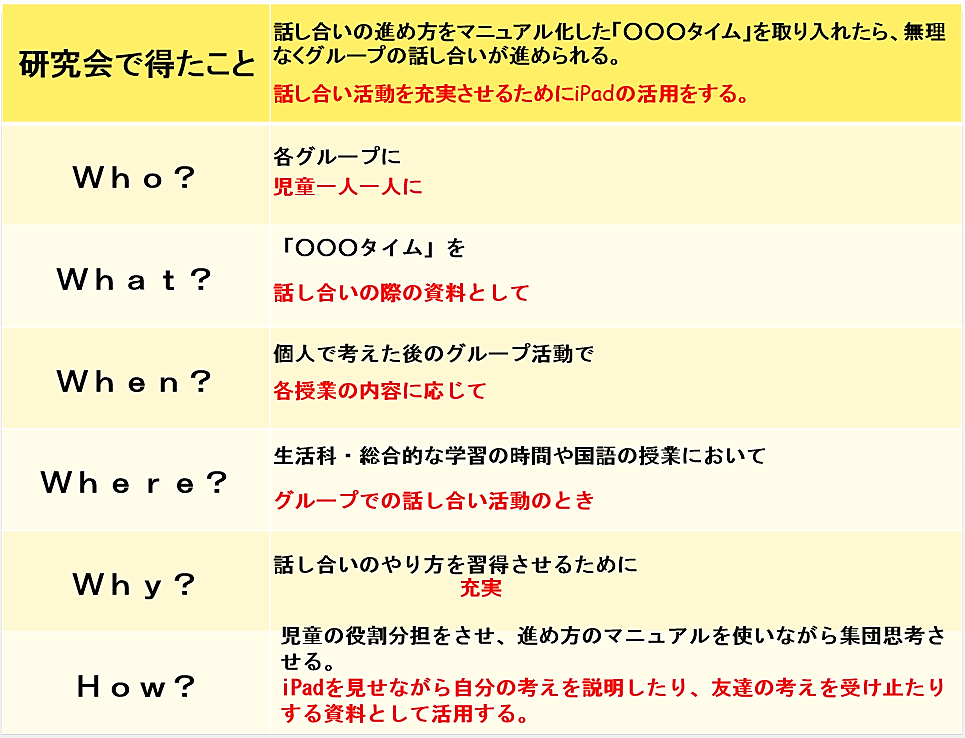 研究会で得たこと
話し合いの進め方をマニュアル化した「〇〇〇タイム」を取り入れたら、無理
なくグループの話し合いが進められる。
話し合い活動を充実させるためにiPadの活用をする。
Ｗｈｏ？
各グループに
児童一人一人に
Ｗｈａｔ？
「〇〇〇タイム」を
話し合いの際の資料として
Ｗｈｅｎ？
個人で考えた後のグループ活動で
各授業の内容に応じて
Ｗｈｅｒｅ？
生活科・総合的な学習の時間や国語の授業において
グループでの話し合い活動のとき
Ｗｈｙ？
話し合いのやり方を習得させるために
充実
Ｈｏｗ？
児童の役割分担をさせ、進め方のマニュアルを使いながら集団思考さ
せる。
iPadを見せながら自分の考えを説明したり、友達の考えを受け止たり
する資料として活用する。